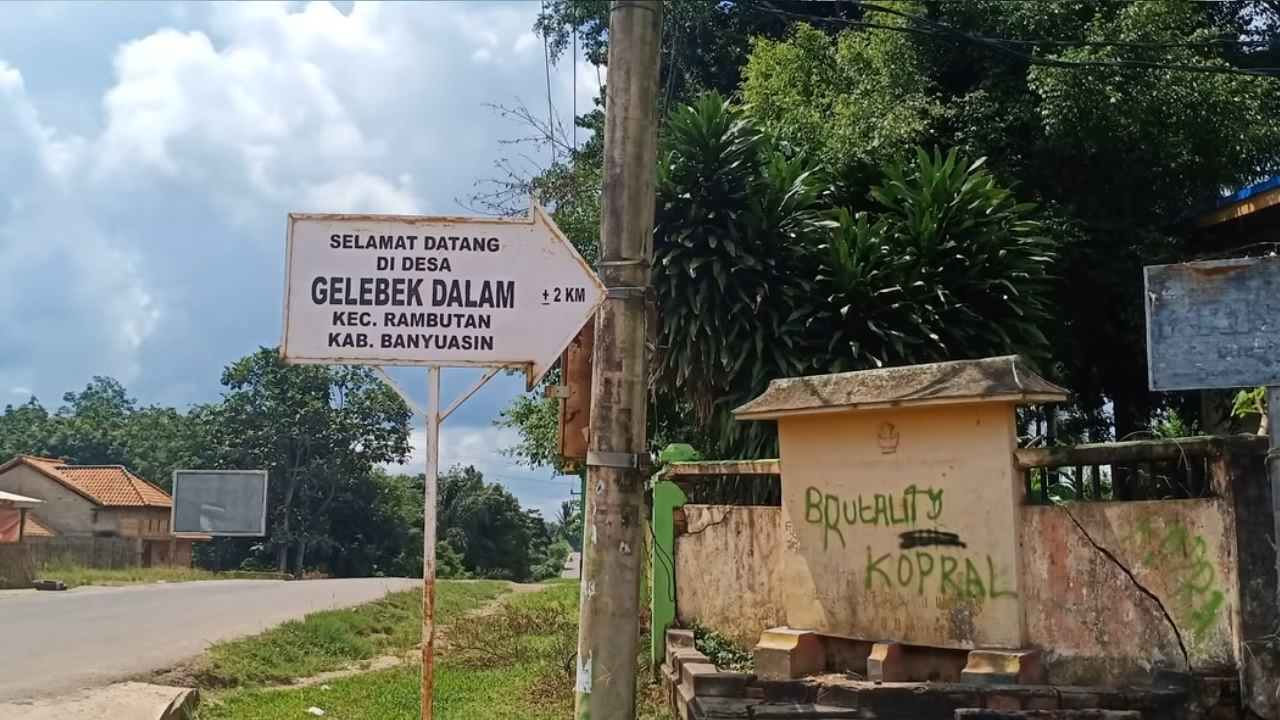 SELAMAT DATANG
DI DESA
GELEBEK DALAM
± 2 KM
KEC. RAMBUTAN
KAB. BANYUASIN
BRUtALITy
KOPRAL